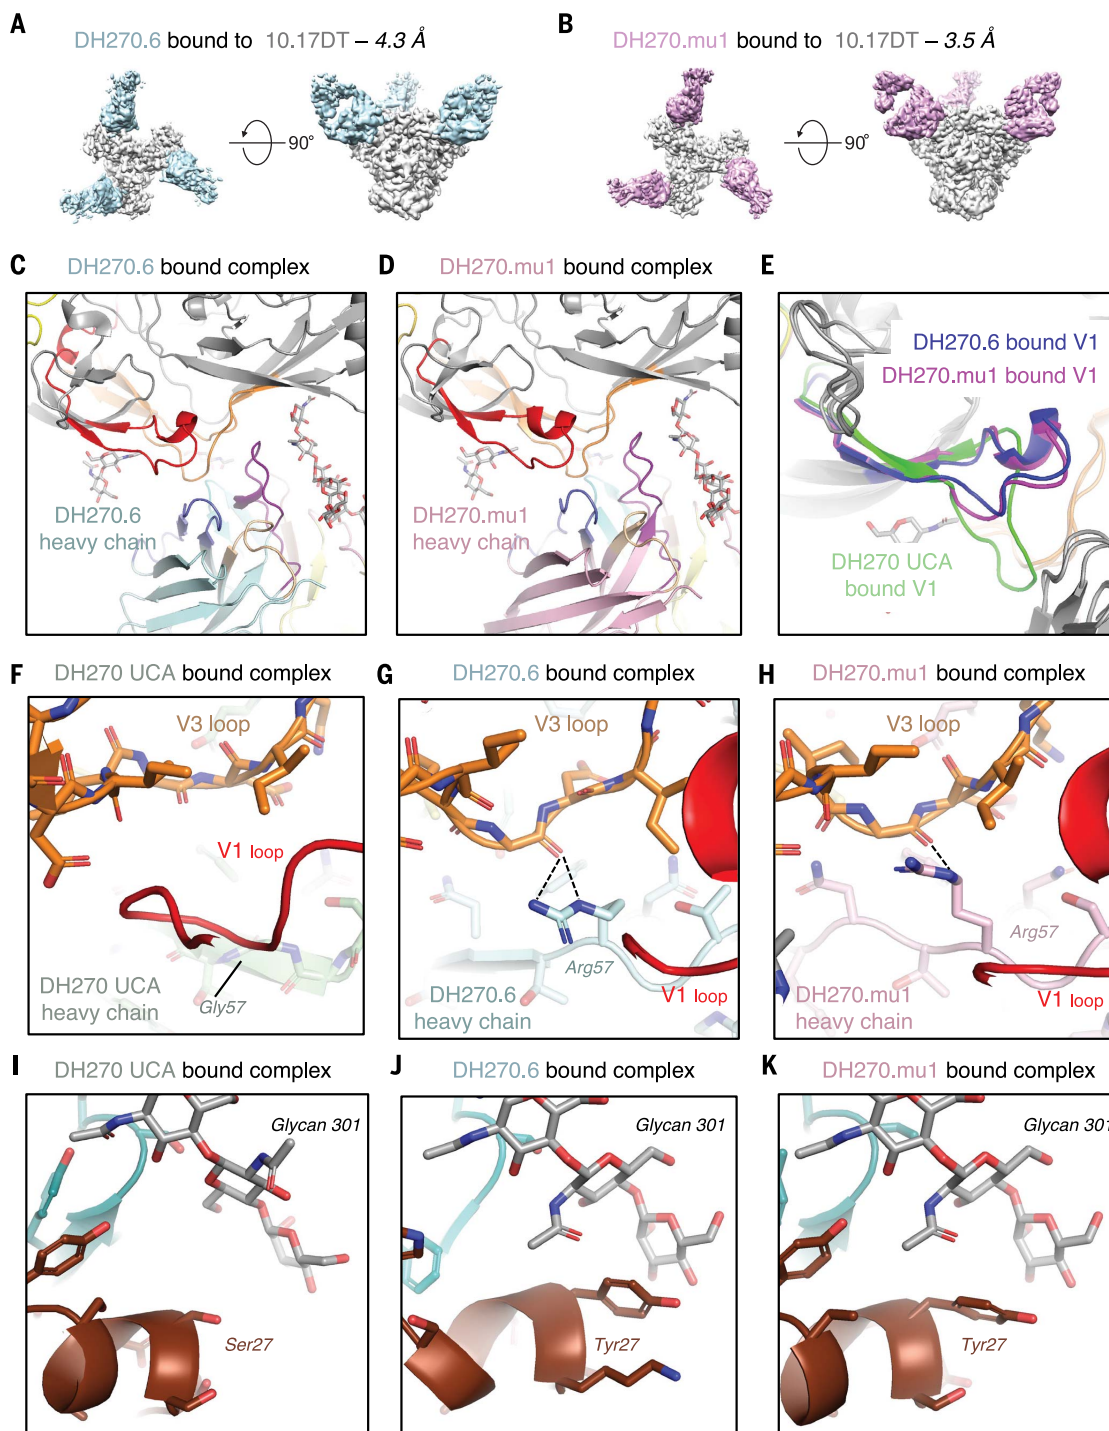 A
DH270.6 bound to 10.17DT – 4.3 Å
90°
B
DH270.mu1 bound to 10.17DT – 3.5 Å
90°
C
DH270.6 bound complex
DH270.6
heavy chain
D
DH270.mu1 bound complex
DH270.mu1
heavy chain
E
DH270.6 bound V1
DH270.mu1 bound V1
DH270 UCA
bound V1
F
DH270 UCA bound complex
V3 loop
V1 loop
DH270 UCA
heavy chain
Gly57
G
DH270.6 bound complex
V3 loop
Arg57
DH270.6
heavy chain
V1 loop
H
DH270.mu1 bound complex
V3 loop
Arg57
DH270.mu1
heavy chain
V1 loop
I
DH270 UCA bound complex
Glycan 301
Ser27
J
DH270.6 bound complex
Glycan 301
Tyr27
K
DH270.mu1 bound complex
Glycan 301
Tyr27